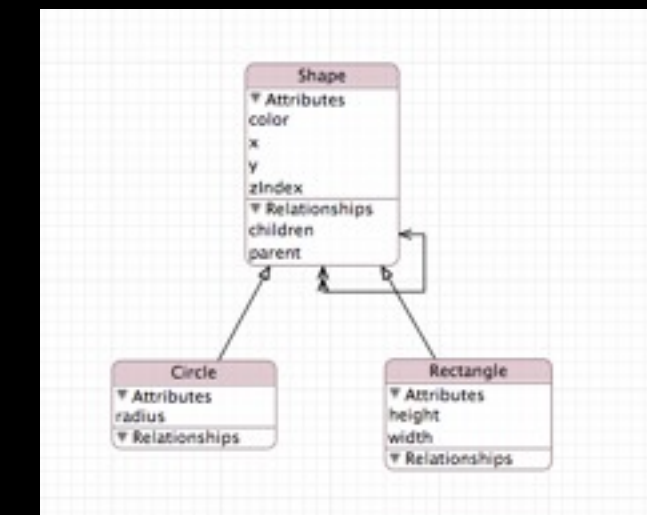 Shape
▼ Attributes
color
x
y
zIndex
▼ Relationships
children
parent
Circle
▼ Attributes
radius
▼ Relationships
Rectangle
▼ Attributes
height
width
▼ Relationships